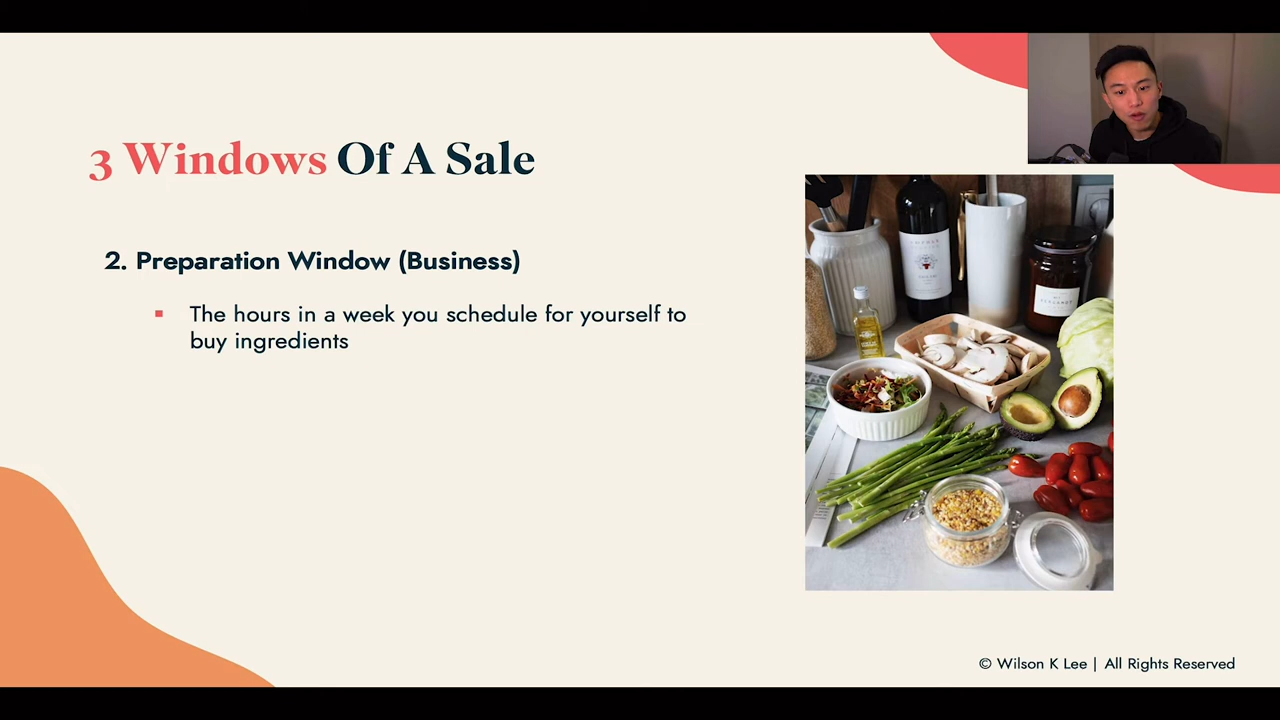 3 Windows Of A Sale
2. Preparation Window (Business)
The hours in a week you schedule for yourself to
buy ingredients
© Wilson K Lee | All Rights Reserved